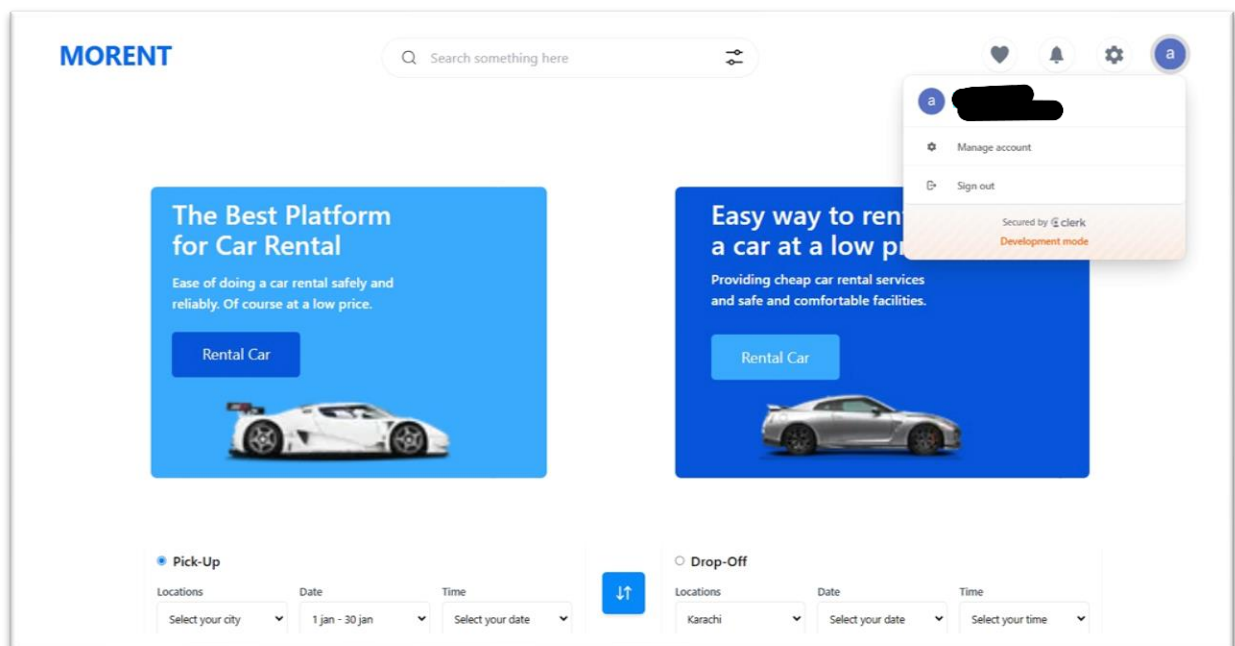 MORENT
Search something here
a
a
Manage account
Sign out
Secured by clerk
Development mode
The Best Platform
for Car Rental
Ease of doing a car rental safely and
reliably. Of course at a low price.
Rental Car
Easy way to ren
a car at a low p
Providing cheap car rental services
and safe and comfortable facilities.
Rental Car
Pick-Up
Locations Date Time
Select your city 1 jan - 30 jan Select your date
Drop-Off
Locations Date Time
Karachi Select your date Select your time